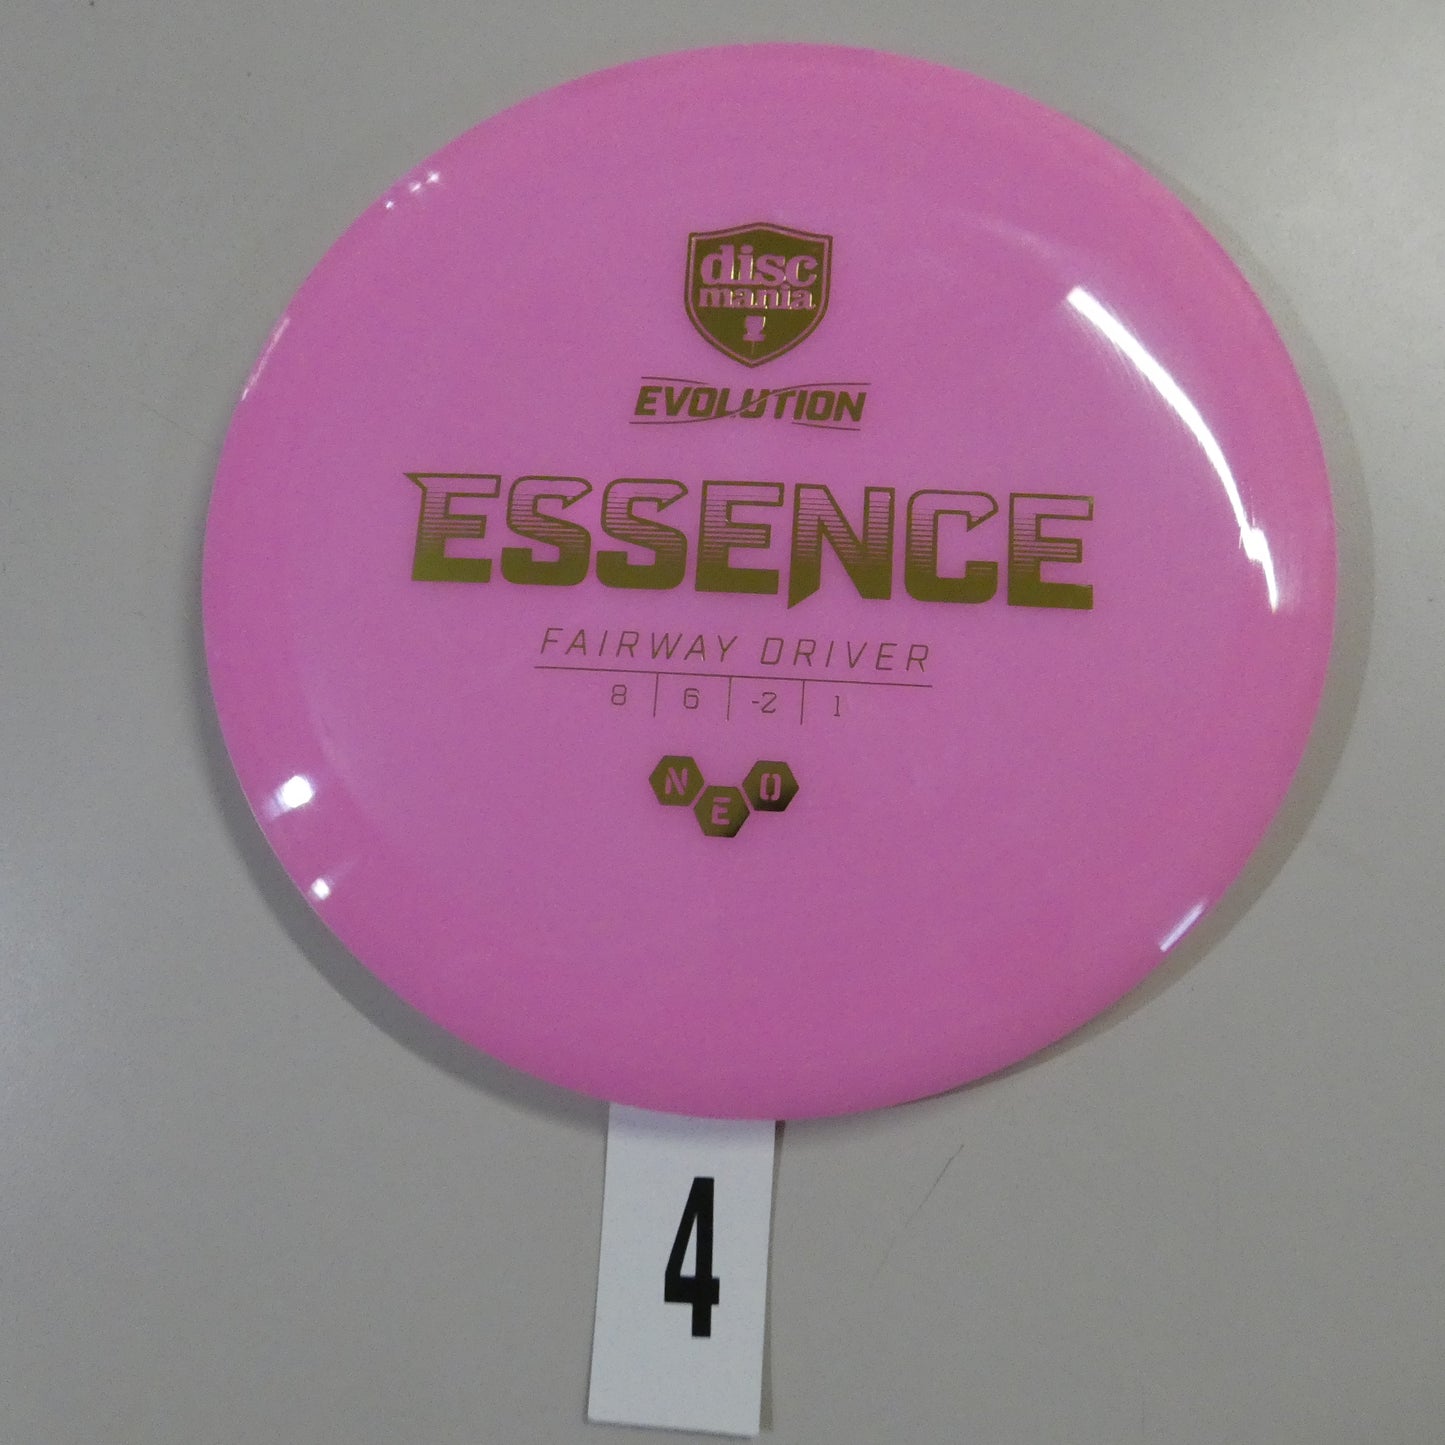 disc
mania
EVOLUTION
ESSENCE
FAIRWAY DRIVER
8 6 -2 1
NEO
4